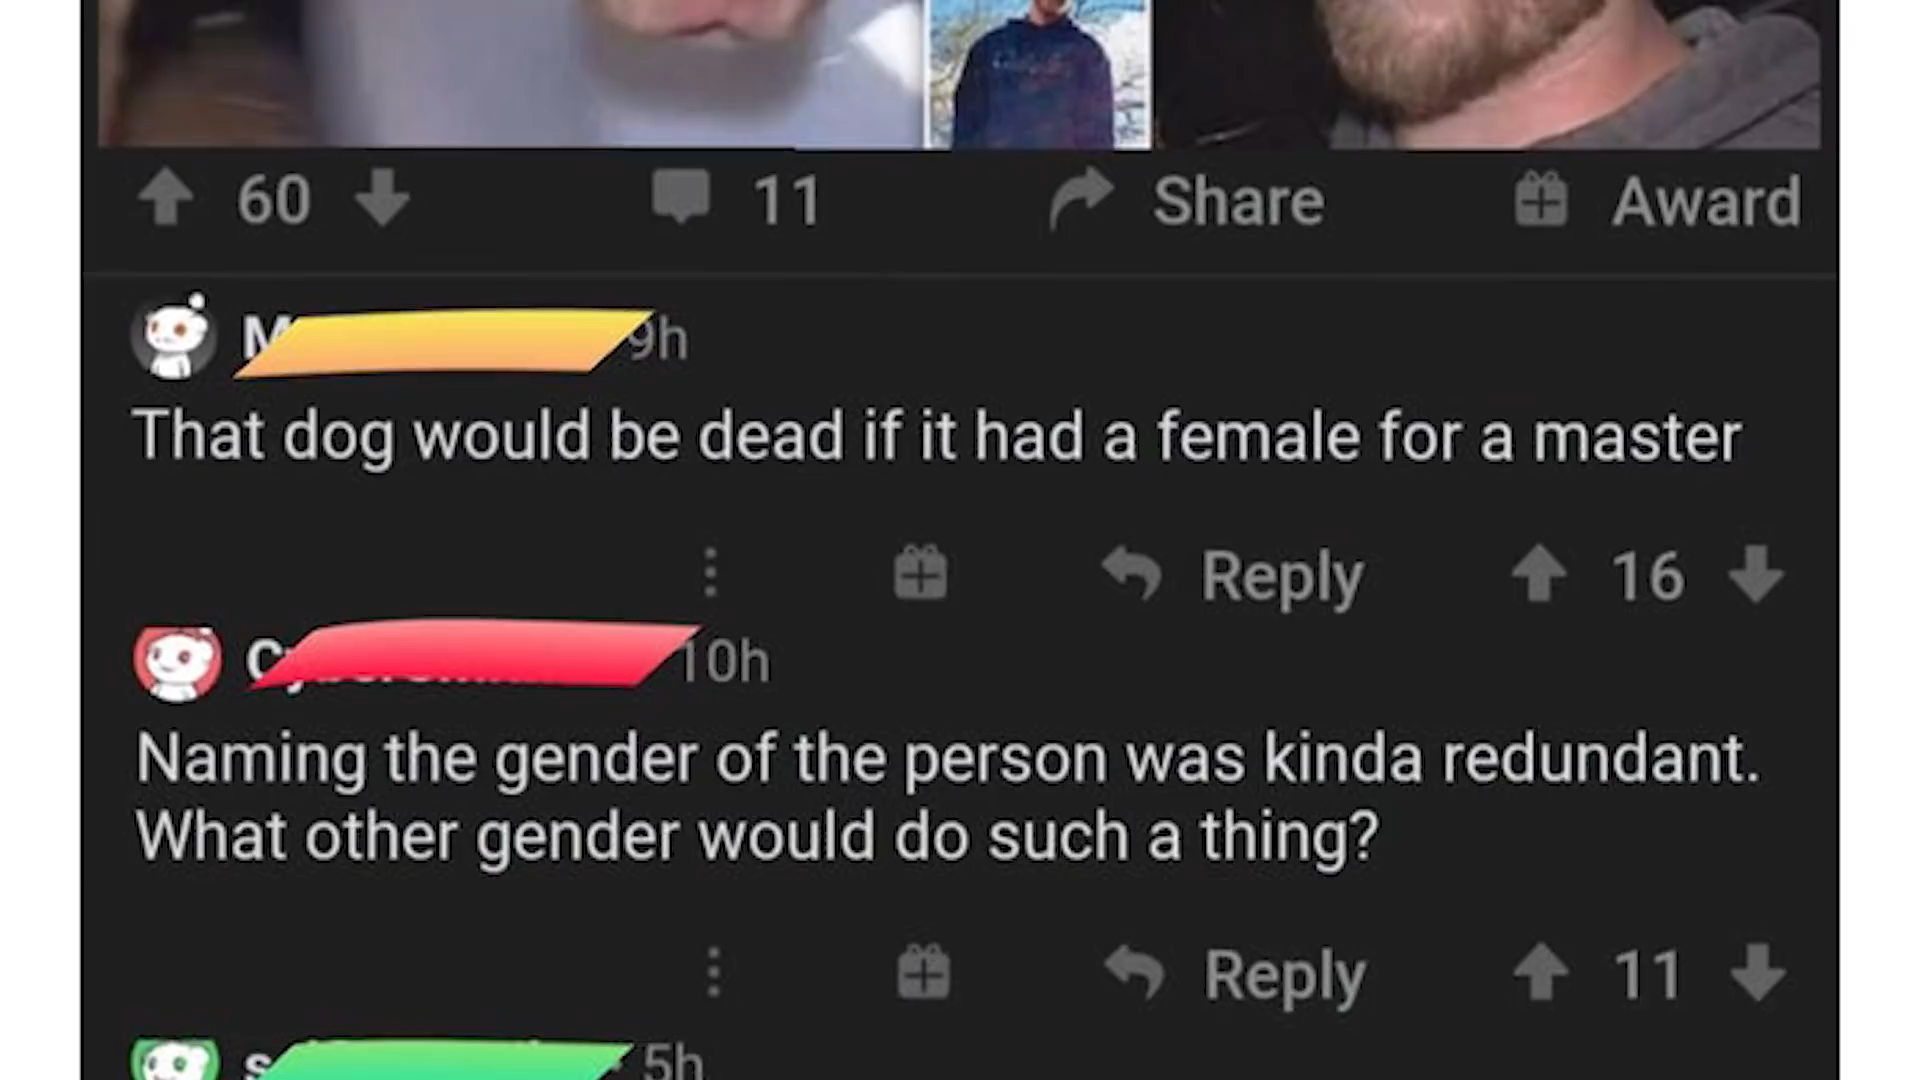 60 11 Share Award
M 9h
That dog would be dead if it had a female for a master
Reply 16
C 10h
Naming the gender of the person was kinda redundant.
What other gender would do such a thing?
Reply 11
s 5h